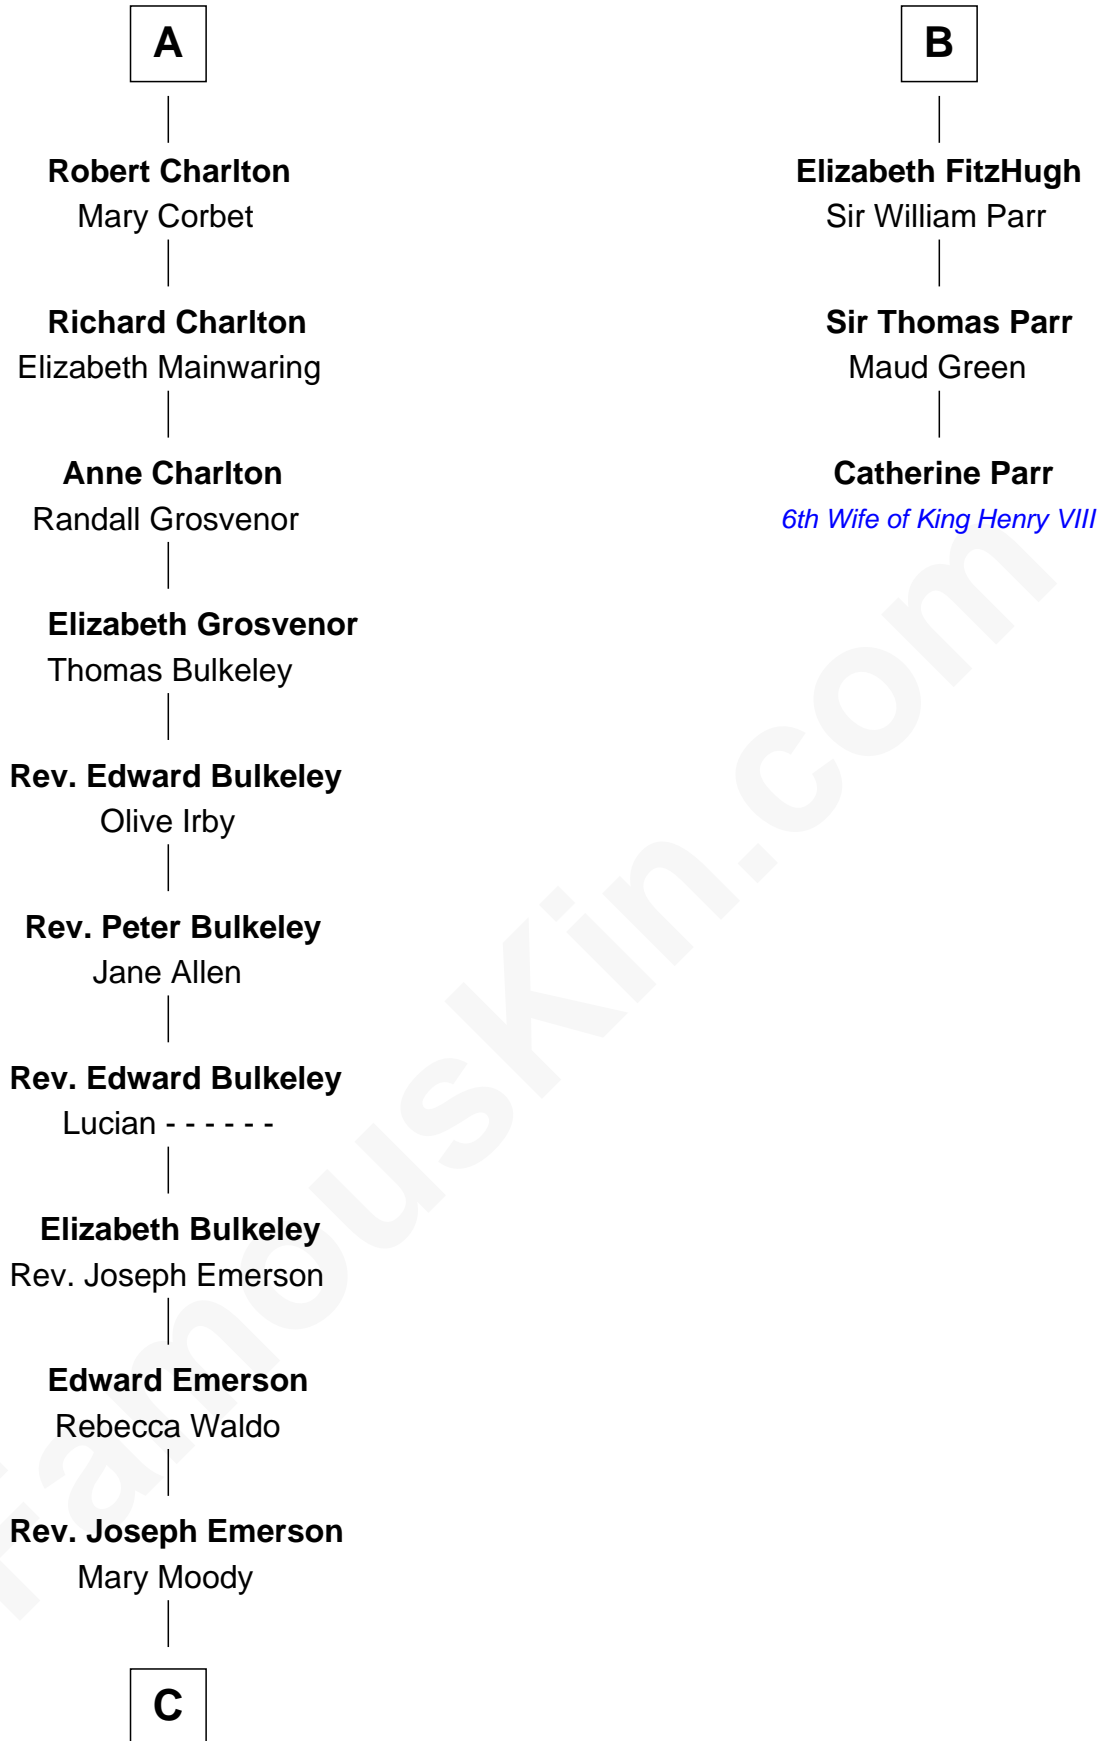 A
Robert Charlton
Mary Corbet
Richard Charlton
Elizabeth Mainwaring
Anne Charlton
Randall Grosvenor
Elizabeth Grosvenor
Thomas Bulkeley
Rev. Edward Bulkeley
Olive Irby
Rev. Peter Bulkeley
Jane Allen
Rev. Edward Bulkeley
Lucian - - - - - -
Elizabeth Bulkeley
Rev. Joseph Emerson
Edward Emerson
Rebecca Waldo
Rev. Joseph Emerson
Mary Moody
C
B
Elizabeth FitzHugh
Sir William Parr
Sir Thomas Parr
Maud Green
Catherine Parr
6th Wife of King Henry VIII
FamousKin.com